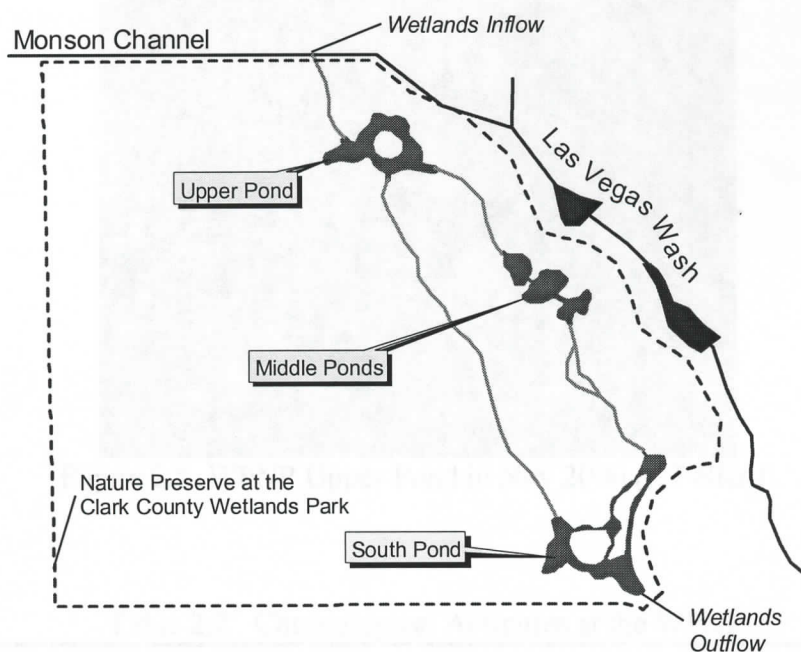 Wetlands Inflow
Monson Channel
Las Vegas Wash
Upper Pond
Middle Ponds
Nature Preserve at the
Clark County Wetlands Park
South Pond
Wetlands
Outflow